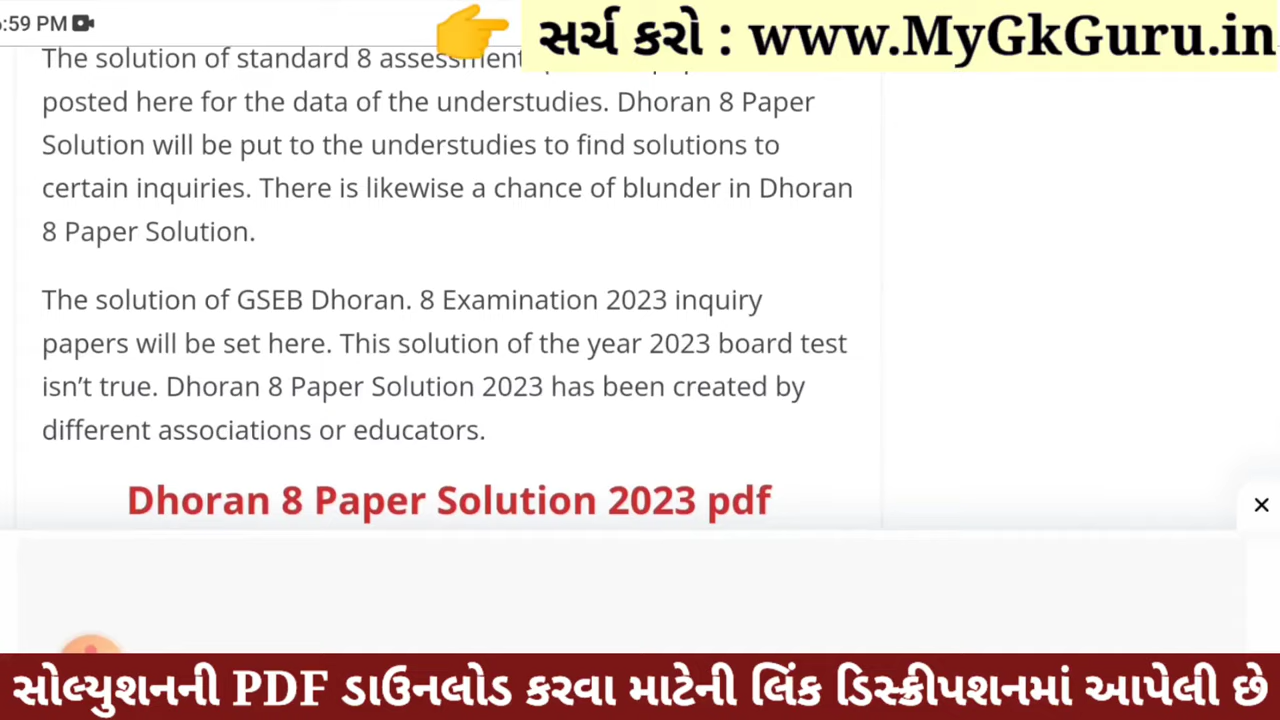 :59 PM
👉 સર્ચ કરો : www.MyGkGuru.in
The solution of standard 8 assessment
posted here for the data of the understudies. Dhoran 8 Paper
Solution will be put to the understudies to find solutions to
certain inquiries. There is likewise a chance of blunder in Dhoran
8 Paper Solution.
The solution of GSEB Dhoran. 8 Examination 2023 inquiry
papers will be set here. This solution of the year 2023 board test
isn’t true. Dhoran 8 Paper Solution 2023 has been created by
different associations or educators.
Dhoran 8 Paper Solution 2023 pdf
સોલ્યુશનની PDF ડાઉનલોડ કરવા માટેની લિંક ડિસ્ક્રીપશનમાં આપેલી છે